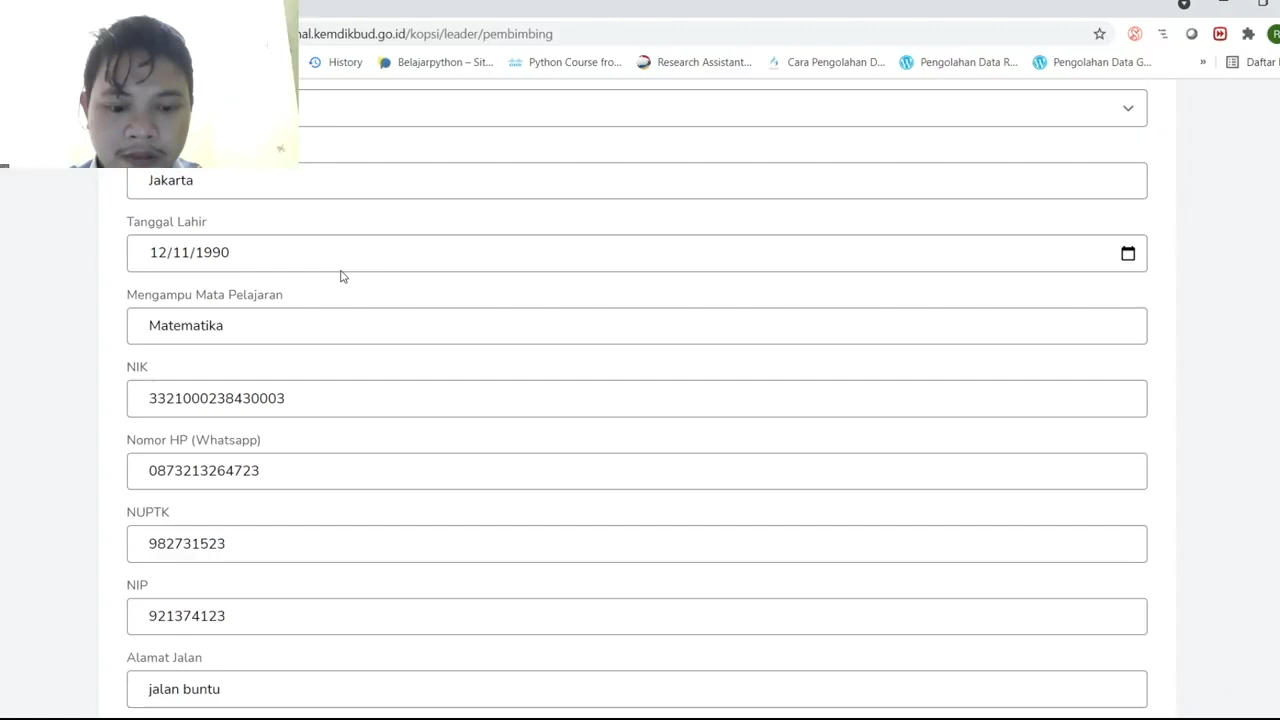 nal.kemdikbud.go.id/kopsi/leader/pembimbing
History Belajarpython – Sit... Python Course fro... Research Assistant... Cara Pengolahan D... Pengolahan Data R... Pengolahan Data G... » Daftar
Jakarta
Tanggal Lahir
12/11/1990
Mengampu Mata Pelajaran
Matematika
NIK
3321000238430003
Nomor HP (Whatsapp)
0873213264723
NUPTK
982731523
NIP
921374123
Alamat Jalan
jalan buntu